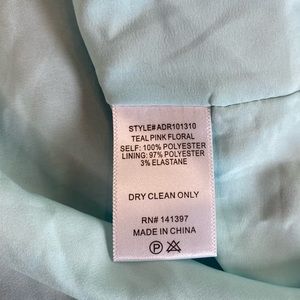 STYLE# ADR101310
TEAL PINK FLORAL
SELF: 100% POLYESTER
LINING: 97% POLYESTER
3% ELASTANE
DRY CLEAN ONLY
RN# 141397
MADE IN CHINA
P